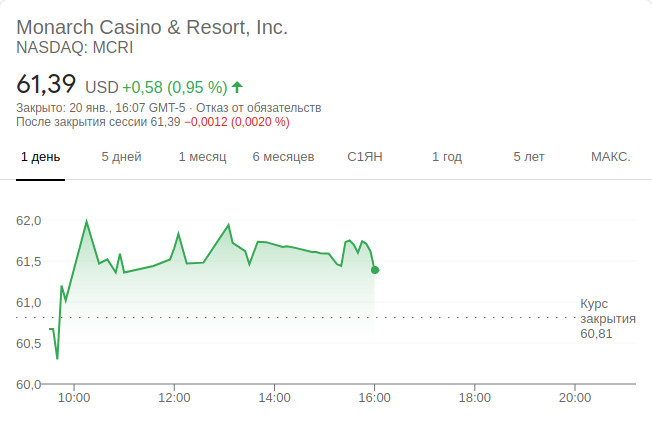 Monarch Casino & Resort, Inc.
NASDAQ: MCRI
61,39 USD +0,58 (0,95 %)
Закрыто: 20 янв., 16:07 GMT-5 · Отказ от обязательств
После закрытия сессии 61,39 −0,0012 (0,0020 %)
1 день 5 дней 1 месяц 6 месяцев С1ЯН 1 год 5 лет МАКС.
62,0
61,5
61,0
60,5
60,0
Курс
закрытия
60,81
10:00 12:00 14:00 16:00 18:00 20:00